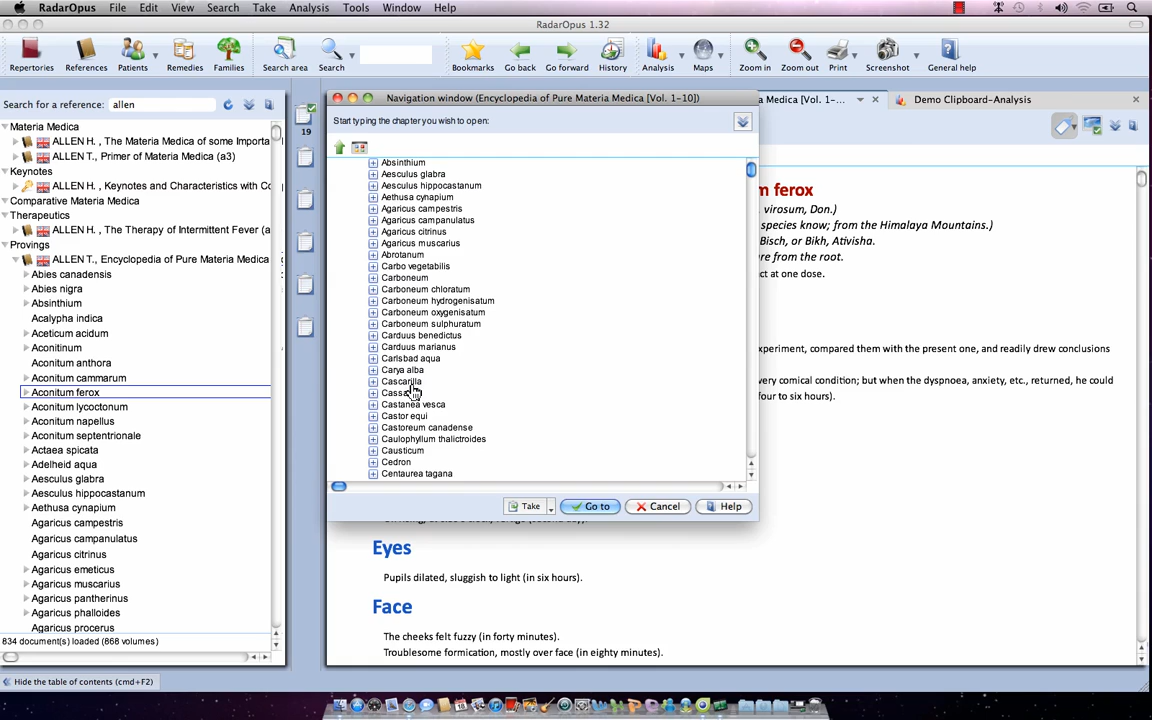 RadarOpus File Edit View Search Take Analysis Tools Window Help
RadarOpus 1.32
Repertories References Patients Remedies Families Search area Search Bookmarks Go back Go forward History Analysis Maps Zoom in Zoom out Print Screenshot General help
Search for a reference: allen
Materia Medica
ALLEN H. , The Materia Medica of some Importa
ALLEN T., Primer of Materia Medica (a3)
Keynotes
ALLEN H. , Keynotes and Characteristics with Co
Comparative Materia Medica
Therapeutics
ALLEN H. , The Therapy of Intermittent Fever (a
Provings
ALLEN T., Encyclopedia of Pure Materia Medica
Abies canadensis
Abies nigra
Absinthium
Acalypha indica
Aceticum acidum
Aconitinum
Aconitum anthora
Aconitum cammarum
Aconitum ferox
Aconitum lycoctonum
Aconitum napellus
Aconitum septentrionale
Actaea spicata
Adelheid aqua
Aesculus glabra
Aesculus hippocastanum
Aethusa cynapium
Agaricus campestris
Agaricus campanulatus
Agaricus citrinus
Agaricus emeticus
Agaricus muscarius
Agaricus pantherinus
Agaricus phalloides
Agaricus procerus
834 document(s) loaded (868 volumes)
Hide the table of contents (cmd+F2)
19
Navigation window (Encyclopedia of Pure Materia Medica [Vol. 1-10])
Start typing the chapter you wish to open:
Absinthium
Aesculus glabra
Aesculus hippocastanum
Aethusa cynapium
Agaricus campestris
Agaricus campanulatus
Agaricus citrinus
Agaricus muscarius
Abrotanum
Carbo vegetabilis
Carboneum
Carboneum chloratum
Carboneum hydrogenisatum
Carboneum oxygenisatum
Carboneum sulphuratum
Carduus benedictus
Carduus marianus
Carlsbad aqua
Carya alba
Cascarilla
Cass
Castanea vesca
Castor equi
Castoreum canadense
Caulophyllum thalictroides
Causticum
Cedron
Centaurea tagana
Take Go to Cancel Help
a Medica [Vol. 1-... Demo Clipboard-Analysis
m ferox
virosum, Don.)
species know; from the Himalaya Mountains.)
Bisch, or Bikh, Ativisha.
are from the root.
ct at one dose.
xperiment, compared them with the present one, and readily drew conclusions
very comical condition; but when the dyspnoea, anxiety, etc., returned, he could
to six hours).
Eyes
Pupils dilated, sluggish to light (in six hours).
Face
The cheeks felt fuzzy (in forty minutes).
Troublesome formication, mostly over face (in eighty minutes).